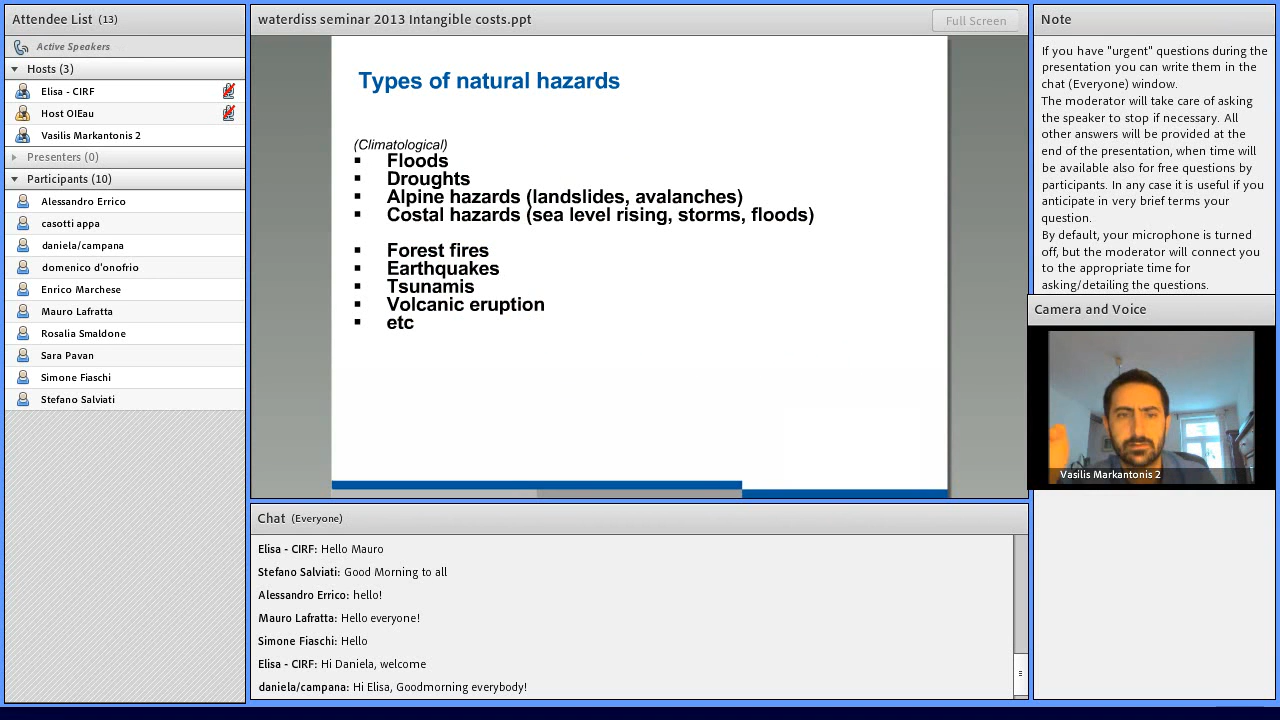 Attendee List (13)
Active Speakers
Hosts (3)
Elisa - CIRF
Host OIEau
Vasilis Markantonis 2
Presenters (0)
Participants (10)
Alessandro Errico
casotti appa
daniela/campana
domenico d'onofrio
Enrico Marchese
Mauro Lafratta
Rosalia Smaldone
Sara Pavan
Simone Fiaschi
Stefano Salviati
waterdiss seminar 2013 Intangible costs.ppt
Full Screen
Types of natural hazards
(Climatological)
▪ Floods
▪ Droughts
▪ Alpine hazards (landslides, avalanches)
▪ Costal hazards (sea level rising, storms, floods)
▪ Forest fires
▪ Earthquakes
▪ Tsunamis
▪ Volcanic eruption
▪ etc
Chat (Everyone)
Elisa - CIRF: Hello Mauro
Stefano Salviati: Good Morning to all
Alessandro Errico: hello!
Mauro Lafratta: Hello everyone!
Simone Fiaschi: Hello
Elisa - CIRF: Hi Daniela, welcome
daniela/campana: Hi Elisa, Goodmorning everybody!
Note
If you have "urgent" questions during the
presentation you can write them in the
chat (Everyone) window.
The moderator will take care of asking
the speaker to stop if necessary. All
other answers will be provided at the
end of the presentation, when time will
be available also for free questions by
participants. In any case it is useful if you
anticipate in very brief terms your
question.
By default, your microphone is turned
off, but the moderator will connect you
to the appropriate time for
asking/detailing the questions.
Camera and Voice
Vasilis Markantonis 2